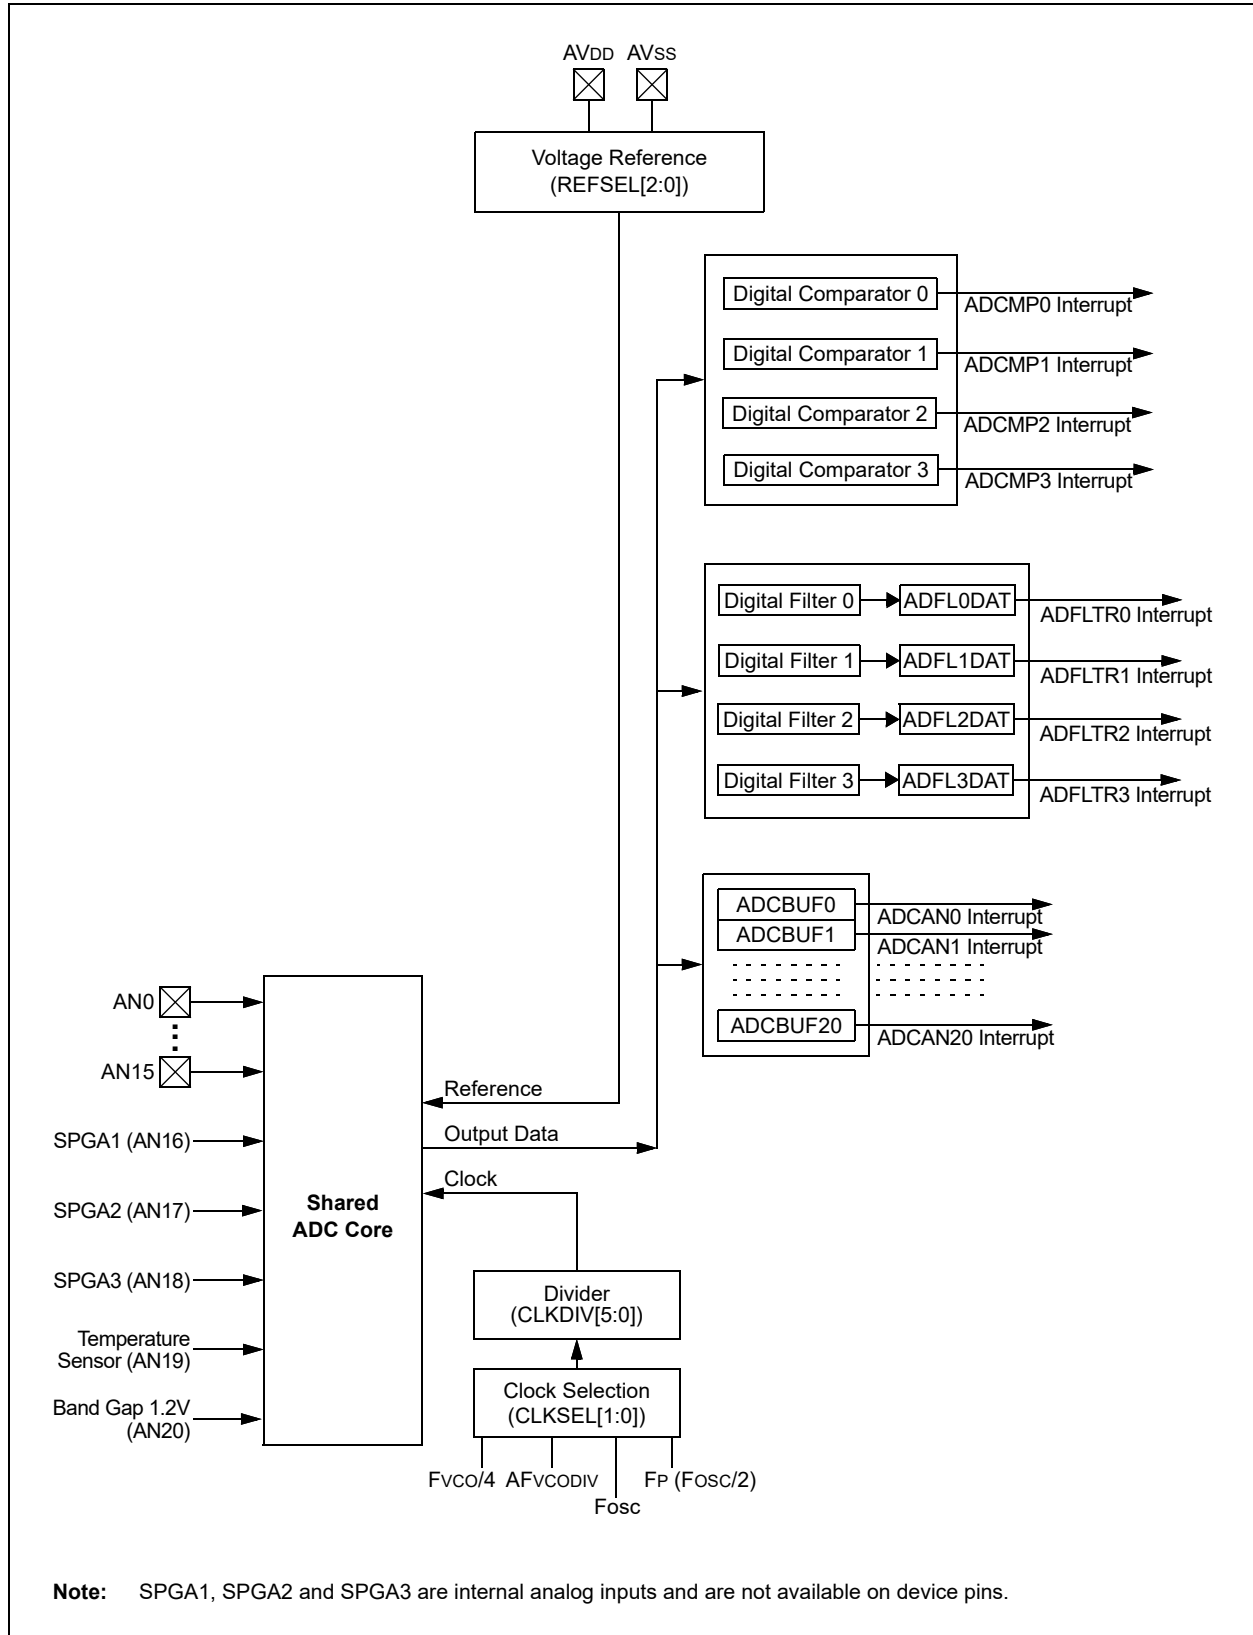 AVDD AVSS
Voltage Reference
(REFSEL[2:0])
Digital Comparator 0
ADCMP0 Interrupt
Digital Comparator 1
ADCMP1 Interrupt
Digital Comparator 2
ADCMP2 Interrupt
Digital Comparator 3
ADCMP3 Interrupt
Digital Filter 0
ADFL0DAT
ADFLTR0 Interrupt
Digital Filter 1
ADFL1DAT
ADFLTR1 Interrupt
Digital Filter 2
ADFL2DAT
ADFLTR2 Interrupt
Digital Filter 3
ADFL3DAT
ADFLTR3 Interrupt
ADCBUF0
ADCAN0 Interrupt
ADCBUF1
ADCAN1 Interrupt
ADCBUF20
ADCAN20 Interrupt
AN0
AN15
SPGA1 (AN16)
SPGA2 (AN17)
SPGA3 (AN18)
Temperature
Sensor (AN19)
Band Gap 1.2V
(AN20)
Shared
ADC Core
Reference
Output Data
Clock
Divider
(CLKDIV[5:0])
Clock Selection
(CLKSEL[1:0])
FVCO/4 AFVCODIV
Fosc
FP (FOSC/2)
Note: SPGA1, SPGA2 and SPGA3 are internal analog inputs and are not available on device pins.